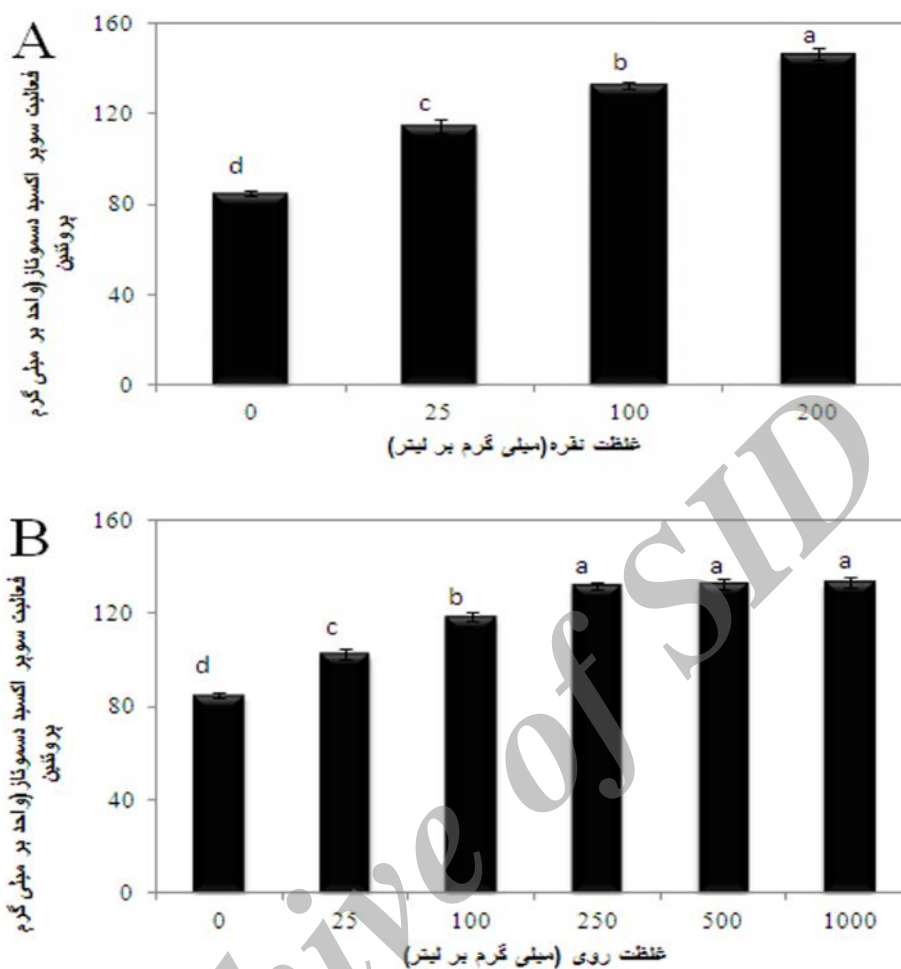 A
فعالیت سوپر اکسید دسموتاز(واحد بر میلی گرم
پروتئین
160
120
80
40
0
d
c
b
a
0 25 100 200
غلظت نقره(میلی گرم بر لیتر)
B
فعالیت سوپر اکسید دسموتاز(واحد بر میلی گرم
پروتئین
160
120
80
40
0
d
c
b
a
a
a
0 25 100 250 500 1000
غلظت روی (میلی گرم بر لیتر)
hive of SID